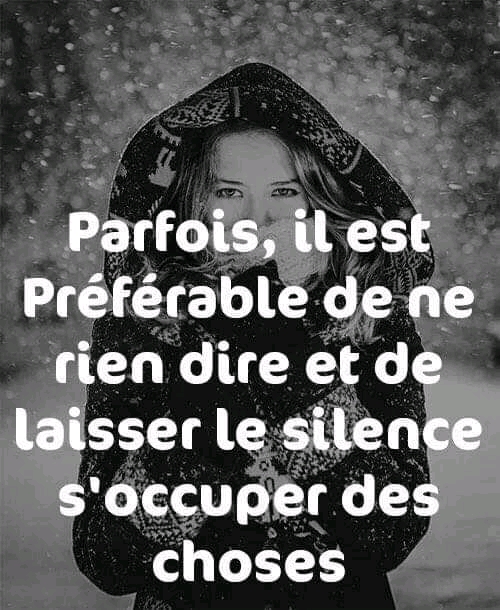 Parfois, il est
Préférable de ne
rien dire et de
laisser le silence
s'occuper des
choses